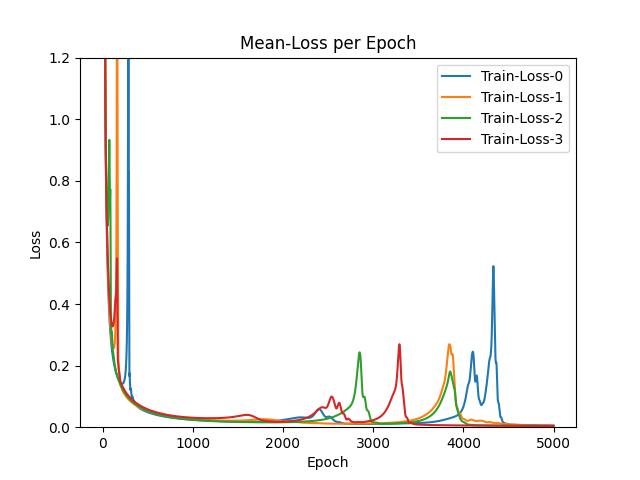 Mean-Loss per Epoch
1.2
1.0
0.8
0.6
0.4
0.2
0.0
Loss
Train-Loss-0
Train-Loss-1
Train-Loss-2
Train-Loss-3
0 1000 2000 3000 4000 5000
Epoch